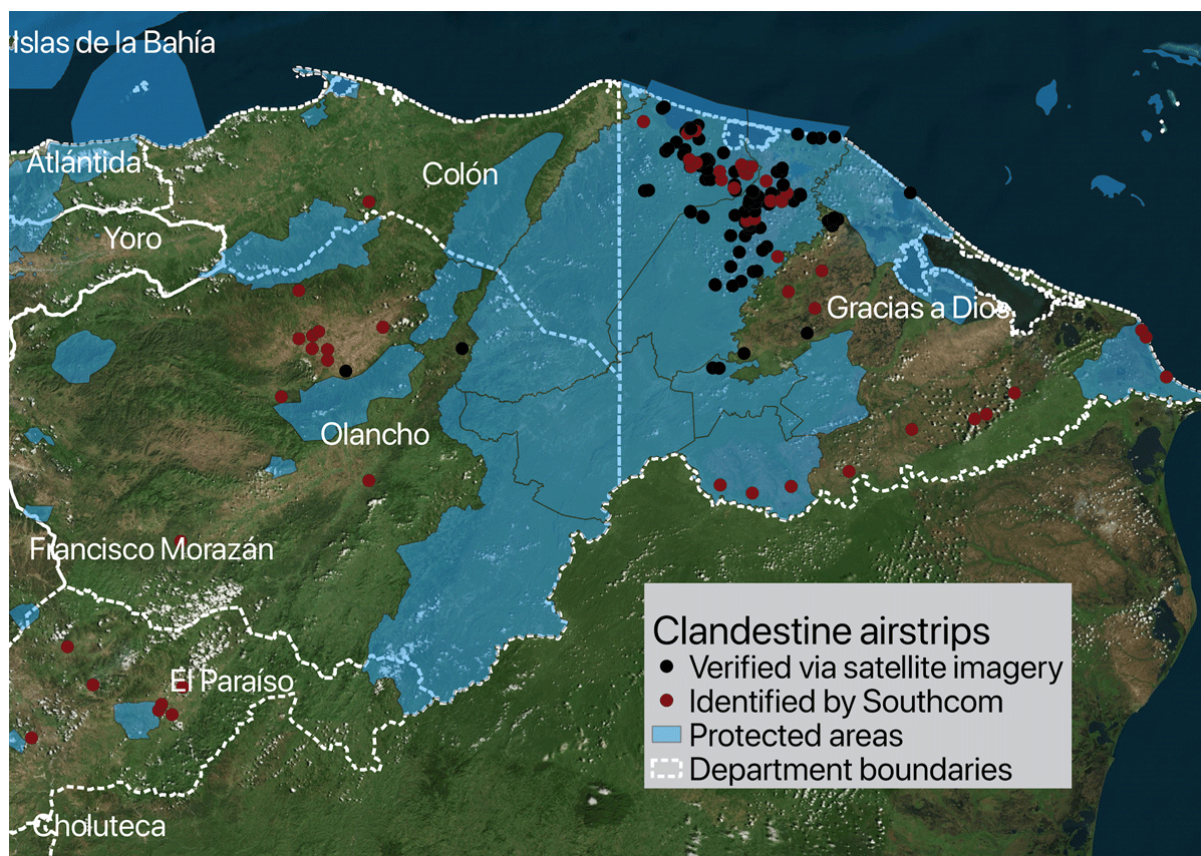 Islas de la Bahía
Atlántida
Colón
Yoro
Gracias a Dios
Olancho
Francisco Morazán
El Paraíso
Choluteca
Clandestine airstrips
Verified via satellite imagery
Identified by Southcom
Protected areas
Department boundaries